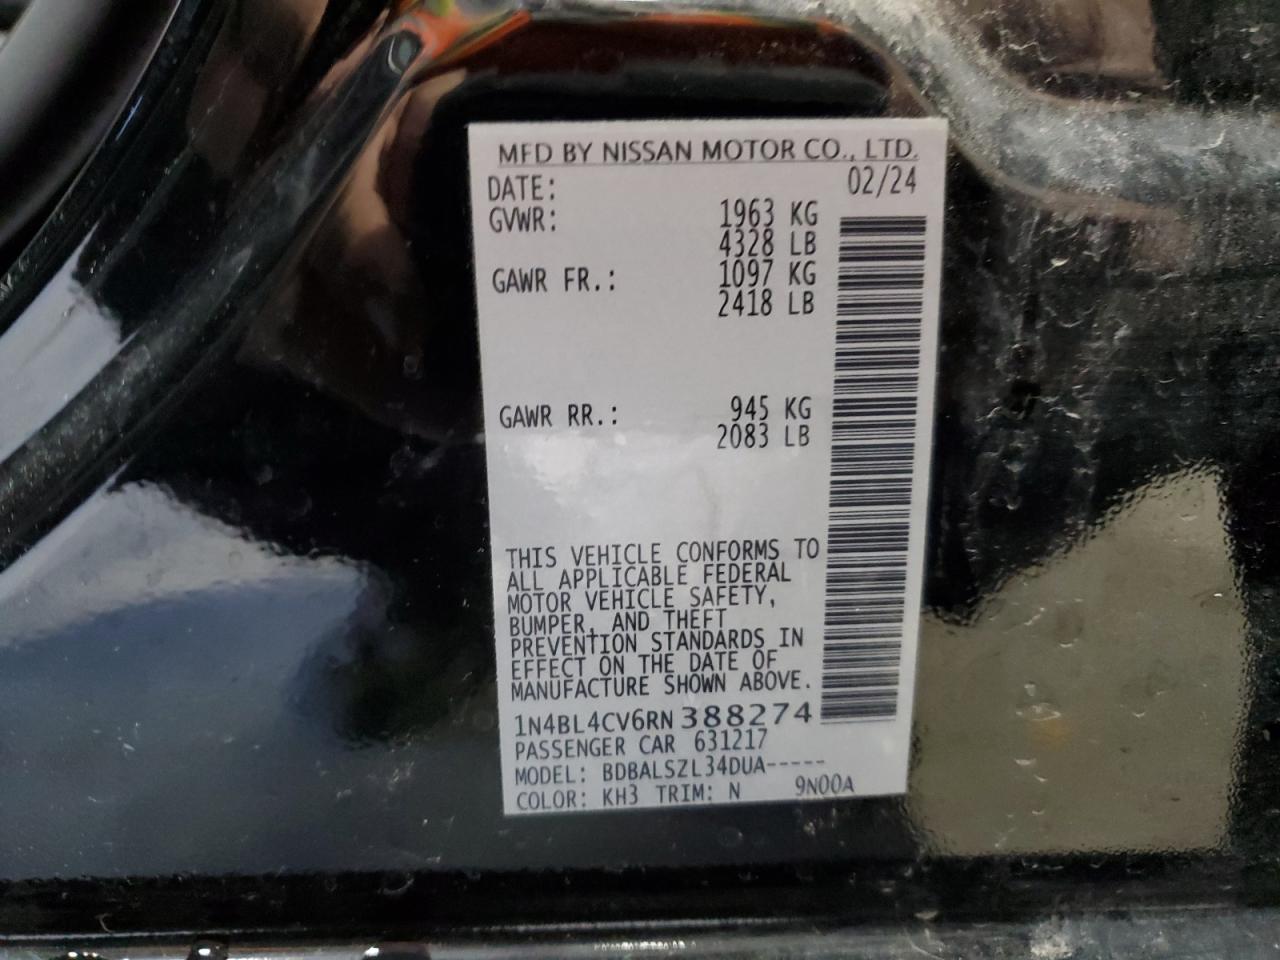 MFD BY NISSAN MOTOR CO., LTD.
DATE: 02/24
GVWR: 1963 KG
4328 LB
GAWR FR.: 1097 KG
2418 LB
GAWR RR.: 945 KG
2083 LB
THIS VEHICLE CONFORMS TO
ALL APPLICABLE FEDERAL
MOTOR VEHICLE SAFETY,
BUMPER, AND THEFT
PREVENTION STANDARDS IN
EFFECT ON THE DATE OF
MANUFACTURE SHOWN ABOVE.
1N4BL4CV6RN388274
PASSENGER CAR 631217
MODEL: BDBALSZL34DUA-----
COLOR: KH3 TRIM: N 9N00A